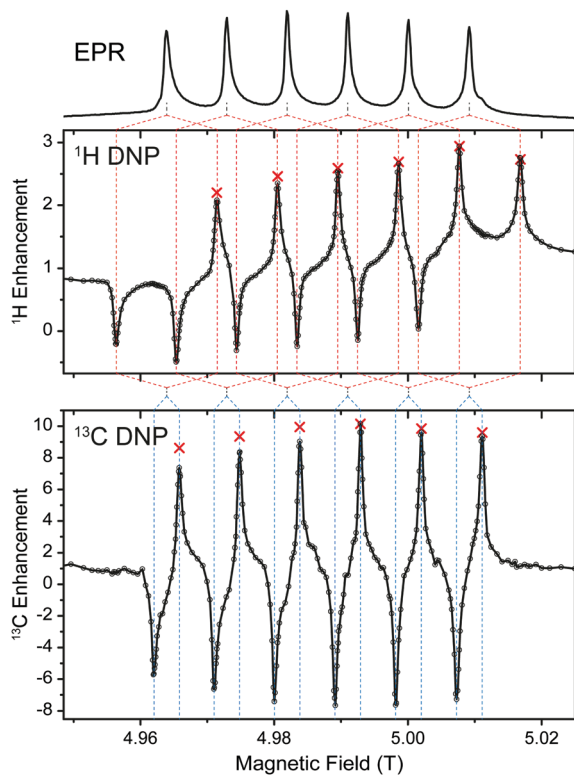 EPR
3
¹H DNP
2
1
0
¹H Enhancement
10
¹³C DNP
8
6
4
2
0
-2
-4
-6
-8
¹³C Enhancement
4.96 4.98 5.00 5.02
Magnetic Field (T)